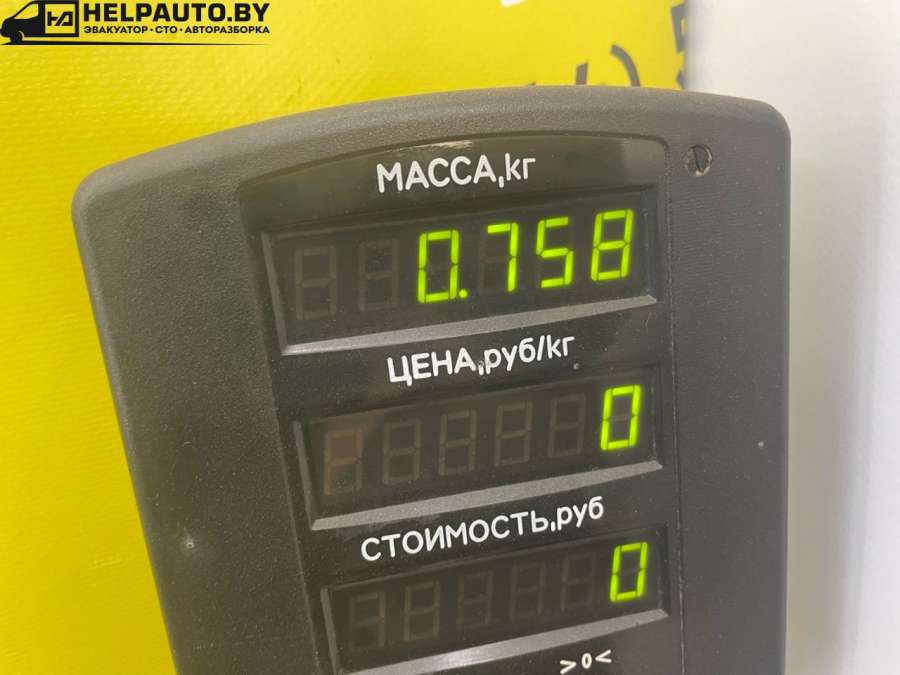 HELPAUTO.BY
ЭВАКУАТОР · СТО · АВТОРАЗБОРКА
МАССА,кг
0.758
ЦЕНА,руб/кг
0
СТОИМОСТЬ,руб
0
>0<